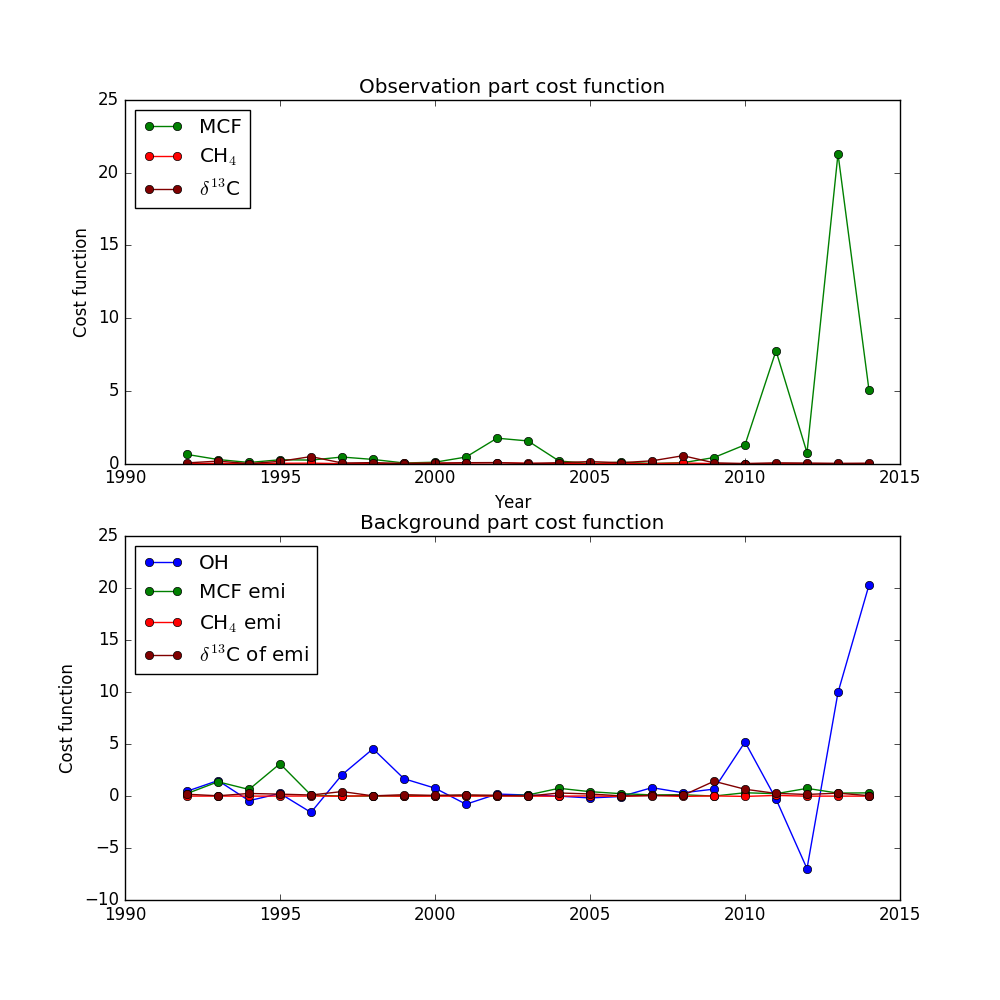 Observation part cost function
25
20
15
10
5
0
Cost function
MCF
CH₄
δ¹³C
1990 1995 2000 2005 2010 2015
Year
Background part cost function
25
20
15
10
5
0
−5
−10
Cost function
OH
MCF emi
CH₄ emi
δ¹³C of emi
1990 1995 2000 2005 2010 2015